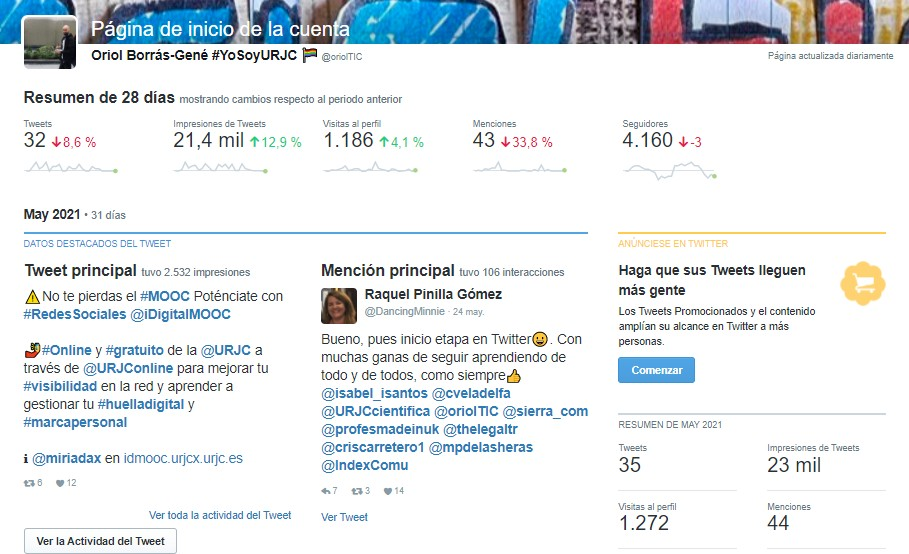 Página de inicio de la cuenta
Oriol Borràs-Gené #YoSoyURJC 🏳️‍🌈 @oriolTIC
Página actualizada diariamente
Resumen de 28 días mostrando cambios respecto al periodo anterior
Tweets
32 ↓8,6 %
Impresiones de Tweets
21,4 mil ↑12,9 %
Visitas al perfil
1.186 ↑4,1 %
Menciones
43 ↓33,8 %
Seguidores
4.160 ↓-3
May 2021 • 31 días
DATOS DESTACADOS DEL TWEET
Tweet principal tuvo 2.532 impresiones
⚠️No te pierdas el #MOOC Poténciate con
#RedesSociales @iDigitalMOOC
#Online y #gratuito de la @URJC a
través de @URJConline para mejorar tu
#visibilidad en la red y aprender a
gestionar tu #huelladigital y
#marcapersonal
ℹ @miriadax en idmooc.urjcx.urjc.es
6 12
Ver toda la actividad del Tweet
Ver la Actividad del Tweet
Mención principal tuvo 106 interacciones
Raquel Pinilla Gómez
@DancingMinnie · 24 may.
Bueno, pues inicio etapa en Twitter😀. Con
muchas ganas de seguir aprendiendo de
todo y de todos, como siempre👍
@isabel_isantos @cveladelfa
@URJCcientifica @oriolTIC @sierra_com
@profesmadeinuk @thelegaltr
@criscarretero1 @mpdelasheras
@IndexComu
7 3 14
Ver Tweet
ANÚNCIESE EN TWITTER
Haga que sus Tweets lleguen
más gente
Los Tweets Promocionados y el contenido
amplían su alcance en Twitter a más
personas.
Comenzar
RESUMEN DE MAY 2021
Tweets
35
Impresiones de Tweets
23 mil
Visitas al perfil
1.272
Menciones
44